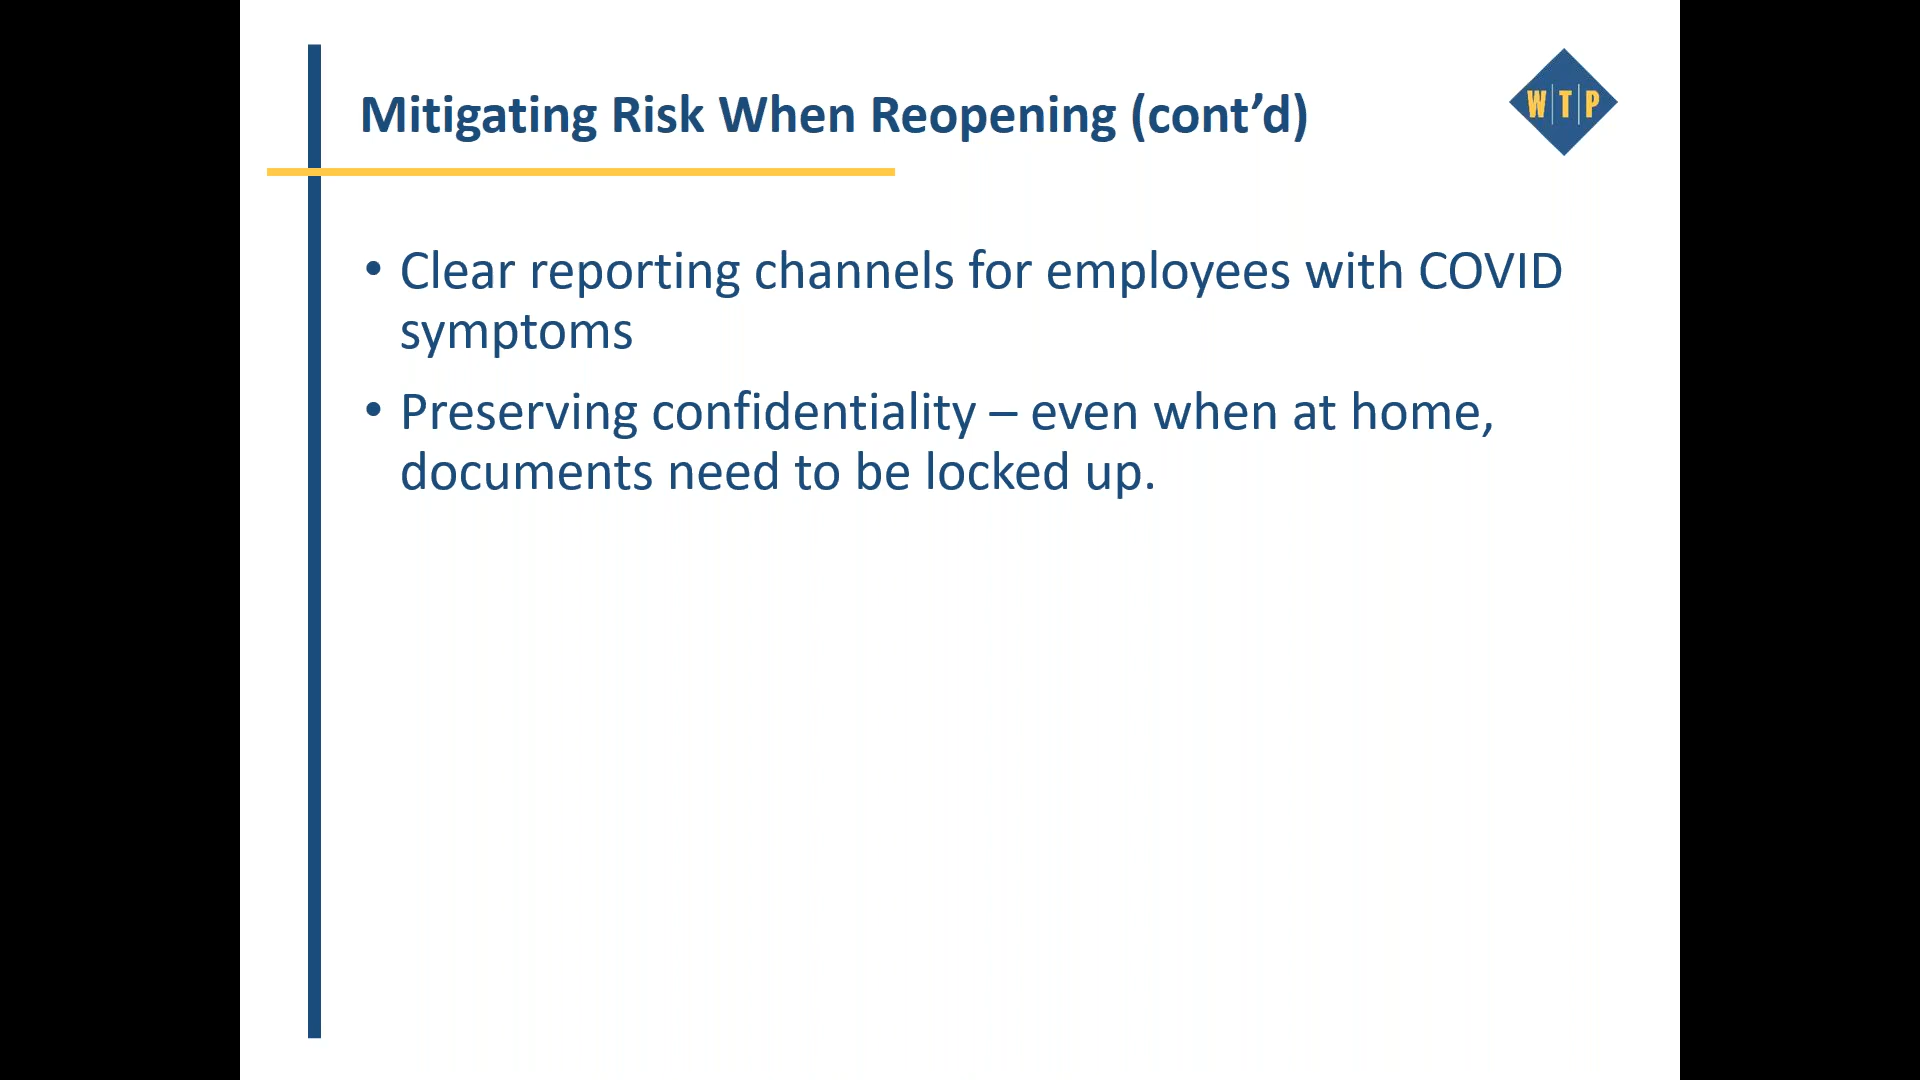 Mitigating Risk When Reopening (cont’d)
W|T|P
• Clear reporting channels for employees with COVID
symptoms
• Preserving confidentiality – even when at home,
documents need to be locked up.